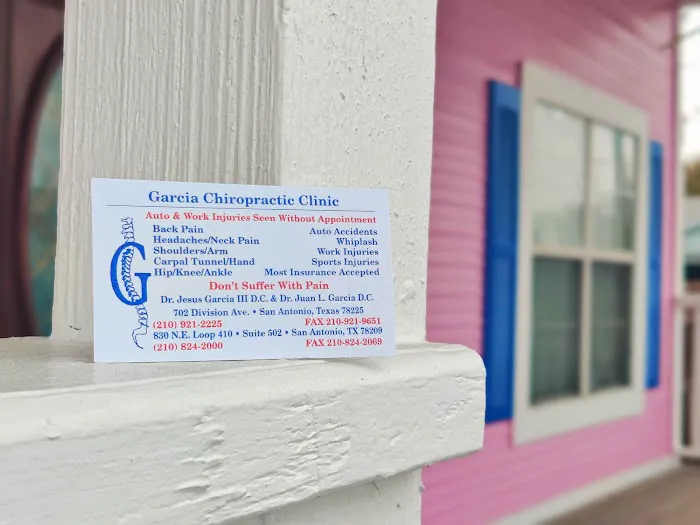 Garcia Chiropractic Clinic
Auto & Work Injuries Seen Without Appointment
Back Pain Auto Accidents
Headaches/Neck Pain Whiplash
Shoulders/Arm Work Injuries
Carpal Tunnel/Hand Sports Injuries
Hip/Knee/Ankle Most Insurance Accepted
Don't Suffer With Pain
G
Dr. Jesus Garcia III D.C. & Dr. Juan L. Garcia D.C.
702 Division Ave. • San Antonio, Texas 78225
(210) 921-2225 FAX 210-921-9651
830 N.E. Loop 410 • Suite 502 • San Antonio, TX 78209
(210) 824-2000 FAX 210-824-2069